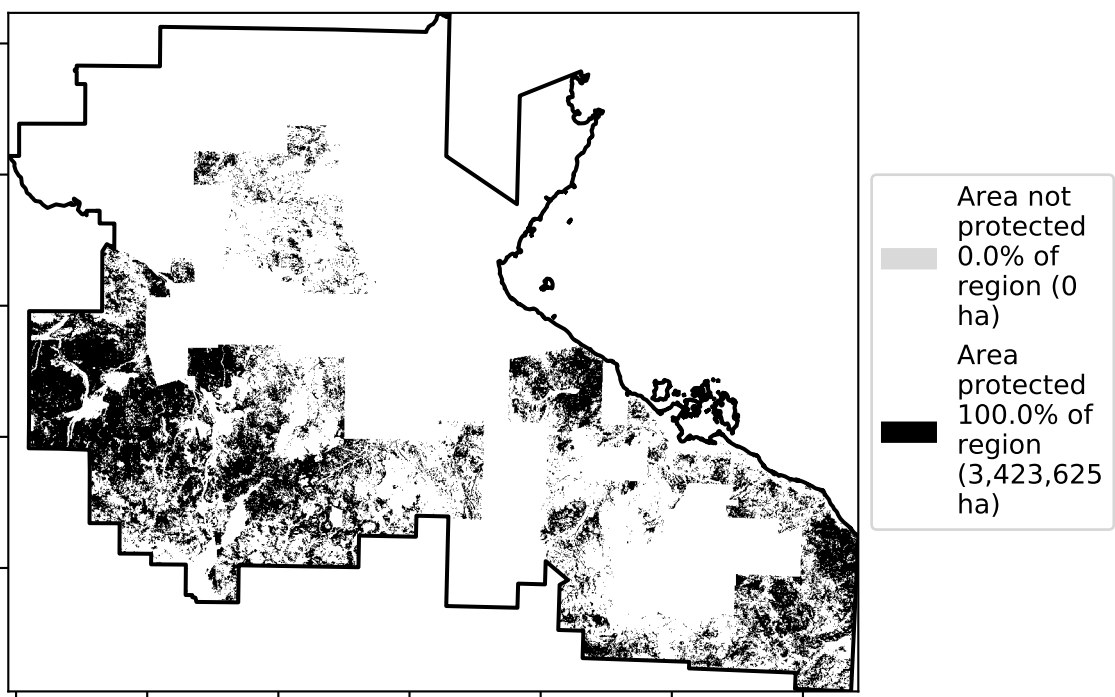 Area not
protected
0.0% of
region (0
ha)
Area
protected
100.0% of
region
(3,423,625
ha)